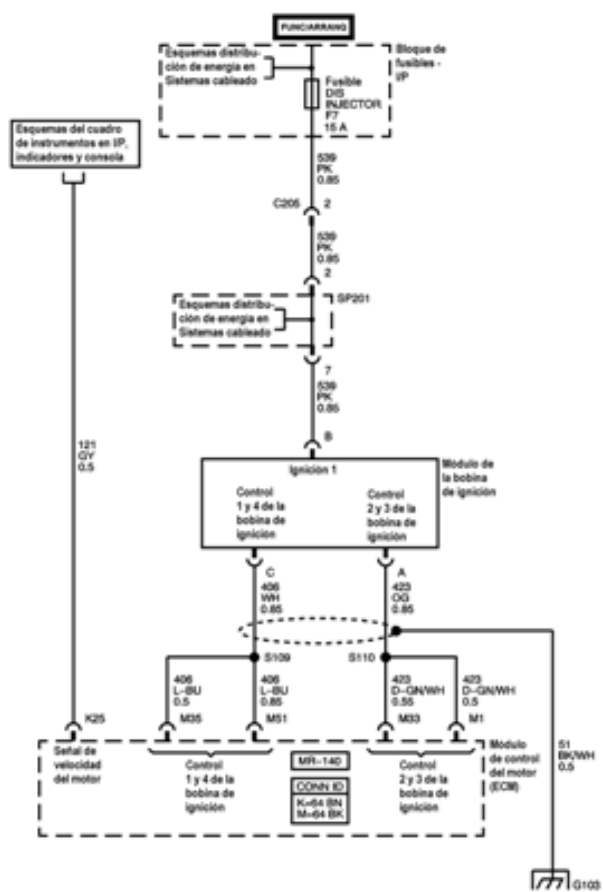 FUNC/ARRANQ
Esquemas distribu-
ción de energía en
Sistemas cableado
Bloque de
fusibles -
I/P
Fusible
DIS
INJECTOR
F7
15 A
Esquemas del cuadro
de instrumentos en I/P,
indicadores y consola
539
PK
0.85
C205
2
539
PK
0.85
2
SP201
Esquemas distribu-
ción de energía en
Sistemas cableado
7
539
PK
0.85
B
121
GY
0.5
Ignición 1
Módulo de
la bobina
de ignición
Control
1 y 4 de la
bobina de
ignición
Control
2 y 3 de la
bobina de
ignición
C
A
406
WH
0.85
423
OG
0.85
S109
S110
406
L-BU
0.5
406
L-BU
0.85
423
D-GN/WH
0.55
423
D-GN/WH
0.5
K25
M35
M51
M33
M1
51
BK/WH
0.5
Señal de
velocidad
del motor
Control
1 y 4 de la
bobina de
ignición
MR-140
CONN ID
K=64 BN
M=64 BK
Control
2 y 3 de la
bobina de
ignición
Módulo
de control
del motor
(ECM)
G103